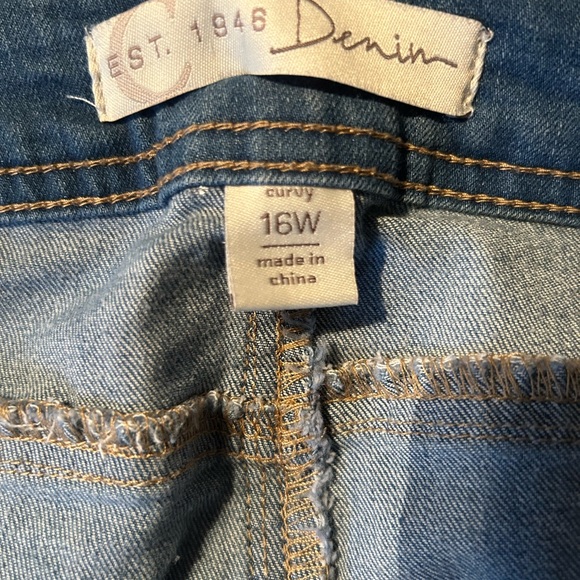 C
EST. 1946 Denim
curvy
16W
made in
china